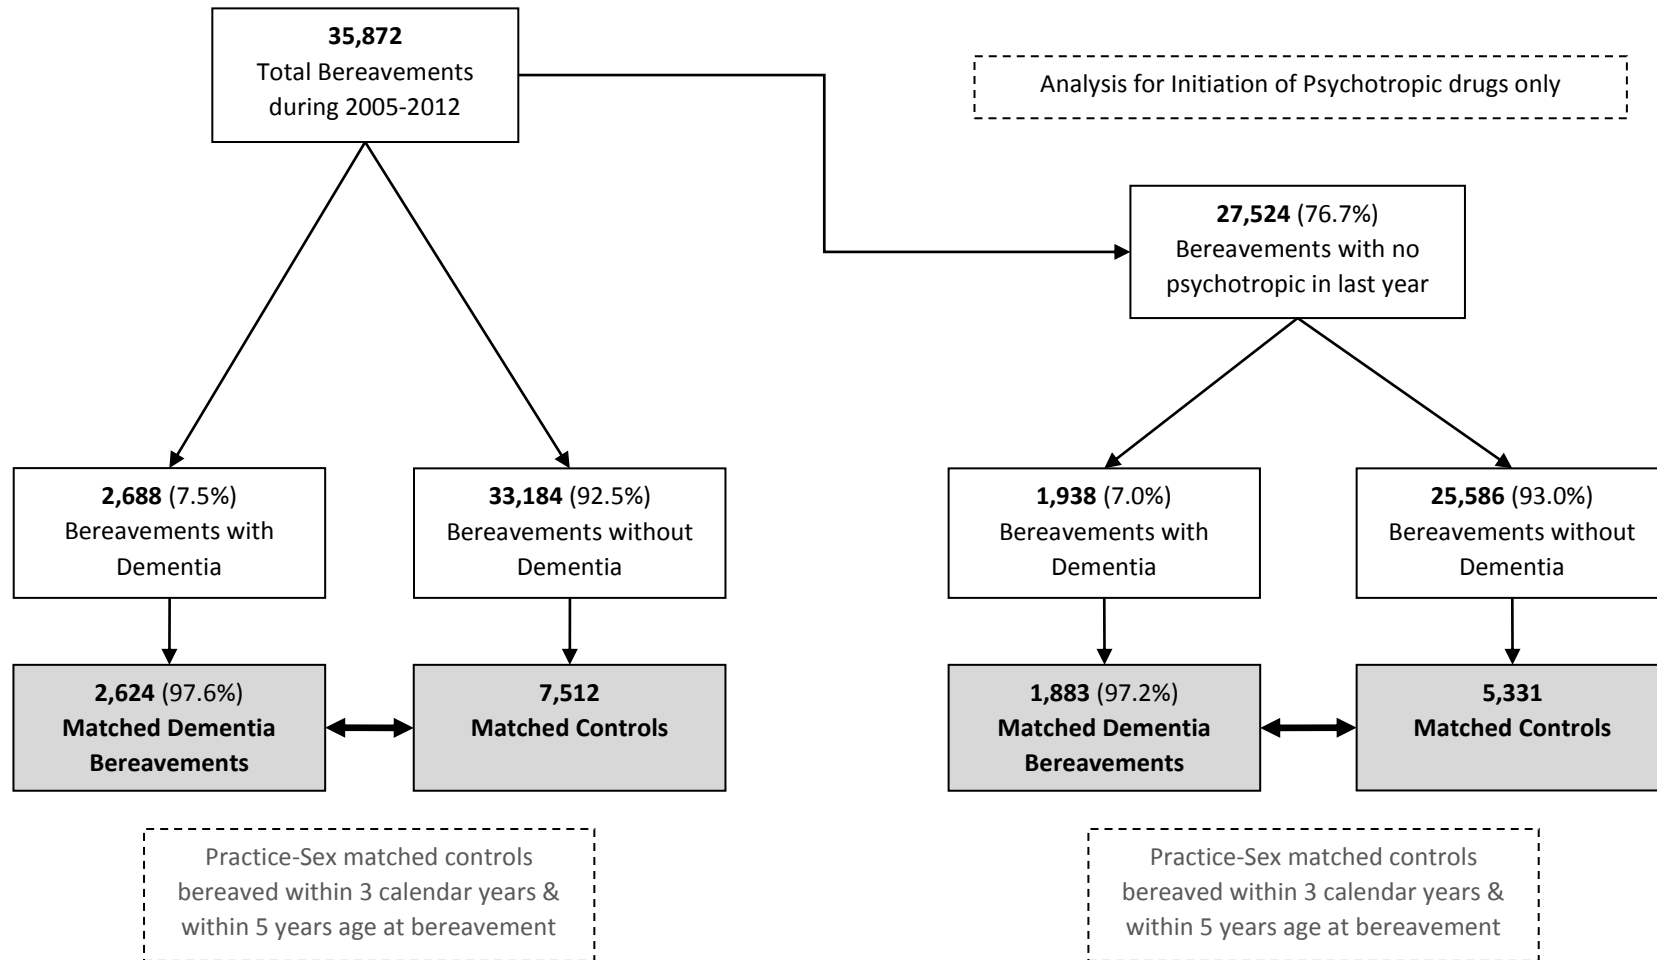 35,872
Total Bereavements
during 2005-2012
Analysis for Initiation of Psychotropic drugs only
27,524 (76.7%)
Bereavements with no
psychotropic in last year
2,688 (7.5%)
Bereavements with
Dementia
33,184 (92.5%)
Bereavements without
Dementia
1,938 (7.0%)
Bereavements with
Dementia
25,586 (93.0%)
Bereavements without
Dementia
2,624 (97.6%)
Matched Dementia
Bereavements
7,512
Matched Controls
1,883 (97.2%)
Matched Dementia
Bereavements
5,331
Matched Controls
Practice-Sex matched controls
bereaved within 3 calendar years &
within 5 years age at bereavement
Practice-Sex matched controls
bereaved within 3 calendar years &
within 5 years age at bereavement